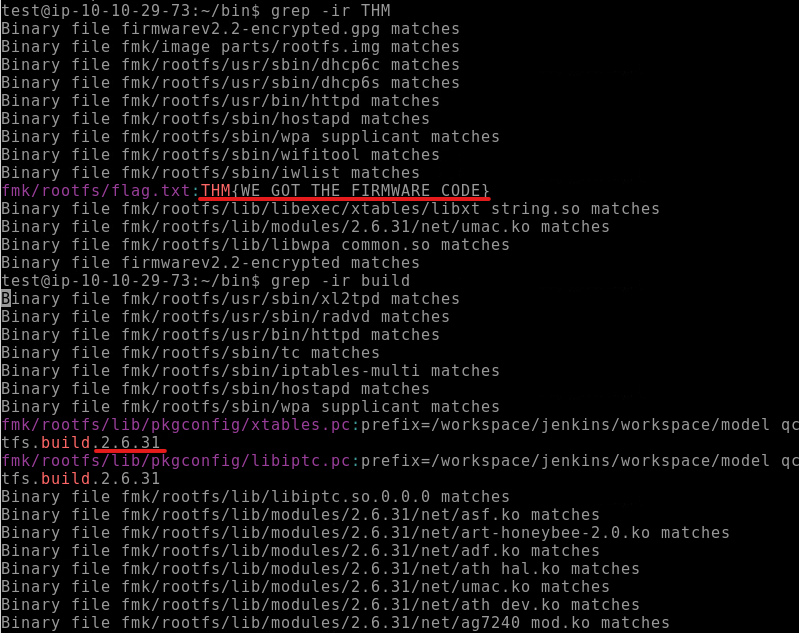 test@ip-10-10-29-73:~/bin$ grep -ir THM
Binary file firmwarev2.2-encrypted.gpg matches
Binary file fmk/image parts/rootfs.img matches
Binary file fmk/rootfs/usr/sbin/dhcp6c matches
Binary file fmk/rootfs/usr/sbin/dhcp6s matches
Binary file fmk/rootfs/usr/bin/httpd matches
Binary file fmk/rootfs/sbin/hostapd matches
Binary file fmk/rootfs/sbin/wpa supplicant matches
Binary file fmk/rootfs/sbin/wifitool matches
Binary file fmk/rootfs/sbin/iwlist matches
fmk/rootfs/flag.txt:THM{WE GOT THE FIRMWARE CODE}
Binary file fmk/rootfs/lib/libexec/xtables/libxt string.so matches
Binary file fmk/rootfs/lib/modules/2.6.31/net/umac.ko matches
Binary file fmk/rootfs/lib/libwpa common.so matches
Binary file firmwarev2.2-encrypted matches
test@ip-10-10-29-73:~/bin$ grep -ir build
Binary file fmk/rootfs/usr/sbin/xl2tpd matches
Binary file fmk/rootfs/usr/sbin/radvd matches
Binary file fmk/rootfs/usr/bin/httpd matches
Binary file fmk/rootfs/sbin/tc matches
Binary file fmk/rootfs/sbin/iptables-multi matches
Binary file fmk/rootfs/sbin/hostapd matches
Binary file fmk/rootfs/sbin/wpa supplicant matches
fmk/rootfs/lib/pkgconfig/xtables.pc:prefix=/workspace/jenkins/workspace/model qc
tfs.build.2.6.31
fmk/rootfs/lib/pkgconfig/libiptc.pc:prefix=/workspace/jenkins/workspace/model qc
tfs.build.2.6.31
Binary file fmk/rootfs/lib/libiptc.so.0.0.0 matches
Binary file fmk/rootfs/lib/modules/2.6.31/net/asf.ko matches
Binary file fmk/rootfs/lib/modules/2.6.31/net/art-honeybee-2.0.ko matches
Binary file fmk/rootfs/lib/modules/2.6.31/net/adf.ko matches
Binary file fmk/rootfs/lib/modules/2.6.31/net/ath hal.ko matches
Binary file fmk/rootfs/lib/modules/2.6.31/net/umac.ko matches
Binary file fmk/rootfs/lib/modules/2.6.31/net/ath dev.ko matches
Binary file fmk/rootfs/lib/modules/2.6.31/net/ag7240 mod.ko matches